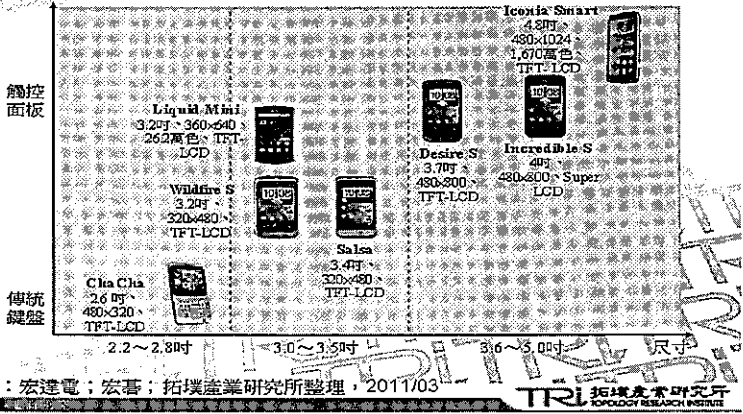 Iconia Smart
4.8吋、
480x1024、
1,670萬色、
TFT-LCD
觸控
面板
Liquid Mini
3.2吋、360x640、
26.2萬色、TFT-
LCD
Desire S
3.7吋、
480x800、
TFT-LCD
Incredible S
4吋、
480x800、Super
LCD
Wildfire S
3.2吋、
320x480、
TFT-LCD
Salsa
3.4吋、
320x480、
TFT-LCD
傳統
鍵盤
ChaCha
2.6吋、
480x320、
TFT-LCD
2.2～2.8吋
3.0～3.5吋
3.6～5.0吋
尺寸
：宏達電；宏碁；拓墣產業研究所整理，2011/03
TRi 拓墣產業研究所
TOPOLOGY RESEARCH INSTITUTE